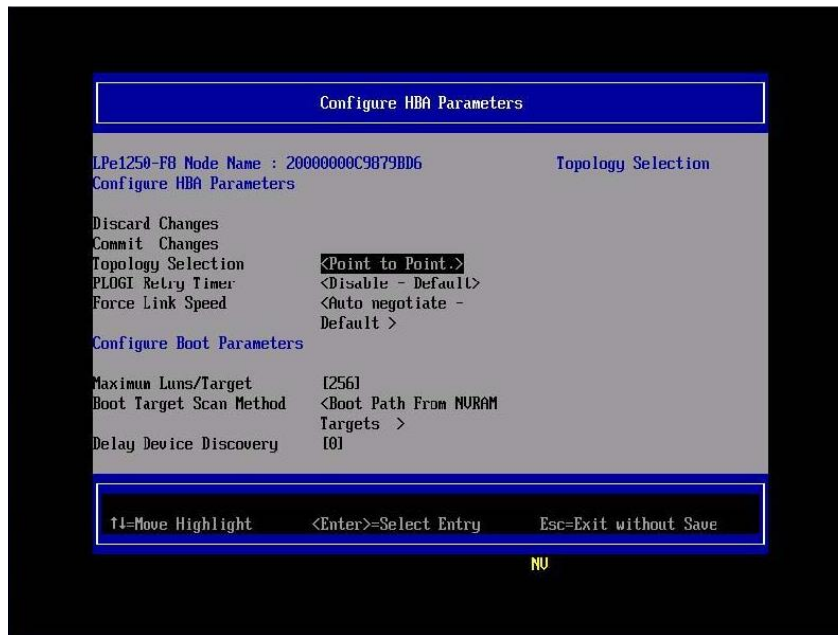 Configure HBA Parameters
LPe1250-F8 Node Name : 20000000C9879BD6 Topology Selection
Configure HBA Parameters
Discard Changes
Commit Changes
Topology Selection <Point to Point.>
PLOGI Retry Timer <Disable - Default>
Force Link Speed <Auto negotiate -
Default >
Configure Boot Parameters
Maximum Luns/Target [256]
Boot Target Scan Method <Boot Path From NVRAM
Targets >
Delay Device Discovery [0]
↑↓=Move Highlight <Enter>=Select Entry Esc=Exit without Save
NV